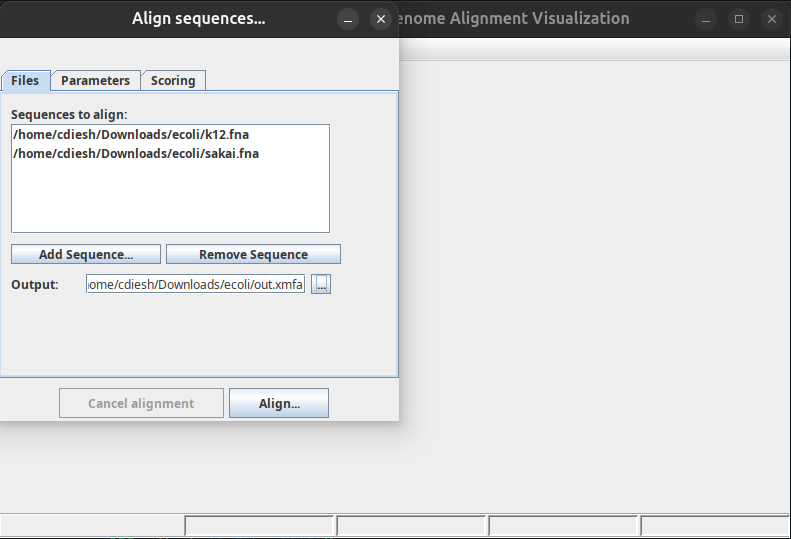 Align sequences...
enome Alignment Visualization
Files
Parameters
Scoring
Sequences to align:
/home/cdiesh/Downloads/ecoli/k12.fna
/home/cdiesh/Downloads/ecoli/sakai.fna
Add Sequence...
Remove Sequence
Output:
ome/cdiesh/Downloads/ecoli/out.xmfa
...
Cancel alignment
Align...